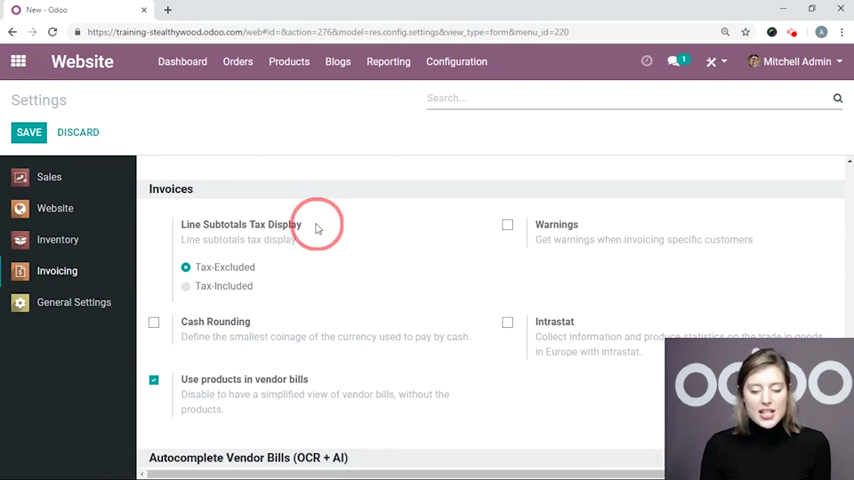 New - Odoo
https://training-stealthywood.odoo.com/web#id=&action=276&model=res.config.settings&view_type=form&menu_id=220
A
Website
Dashboard Orders Products Blogs Reporting Configuration
1
Mitchell Admin
Settings
Search...
SAVE DISCARD
Sales
Website
Inventory
Invoicing
General Settings
Invoices
Line Subtotals Tax Display
Line subtotals tax display
Tax-Excluded
Tax-Included
Warnings
Get warnings when invoicing specific customers
Cash Rounding
Define the smallest coinage of the currency used to pay by cash.
Intrastat
Collect information and produce statistics on the trade in goods
in Europe with intrastat.
Use products in vendor bills
Disable to have a simplified view of vendor bills, without the
products.
Autocomplete Vendor Bills (OCR + AI)
odoo